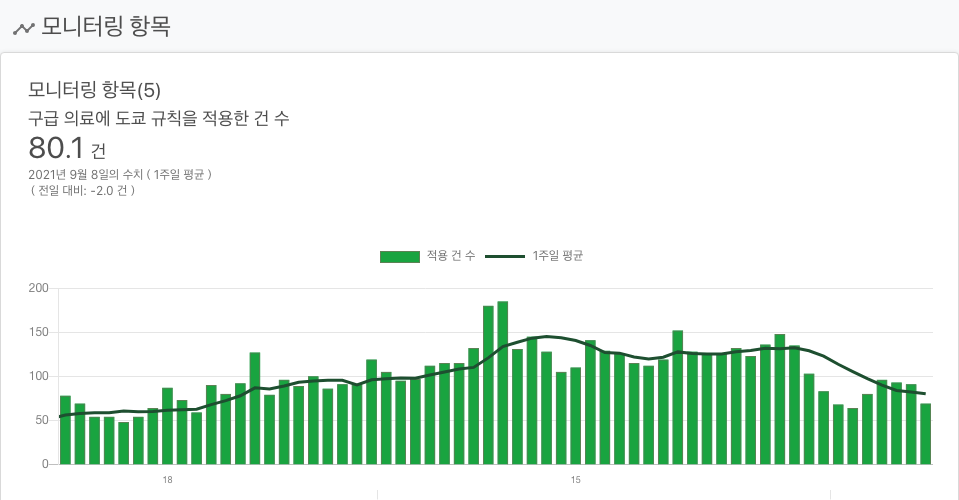 모니터링 항목
모니터링 항목(5)
구급 의료에 도쿄 규칙을 적용한 건 수
80.1 건
2021년 9월 8일의 수치 ( 1주일 평균 )
( 전일 대비: -2.0 건 )
적용 건 수 1주일 평균
200
150
100
50
0
18 15